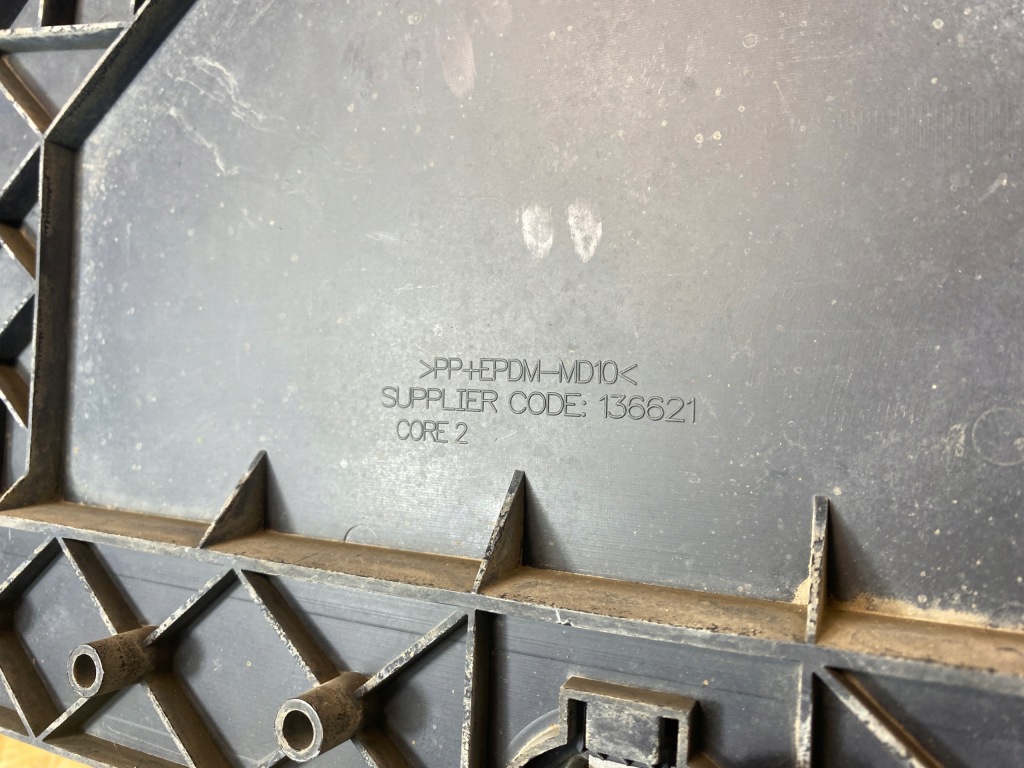 >PP+EPDM-MD10<
SUPPLIER CODE: 136621
CORE 2